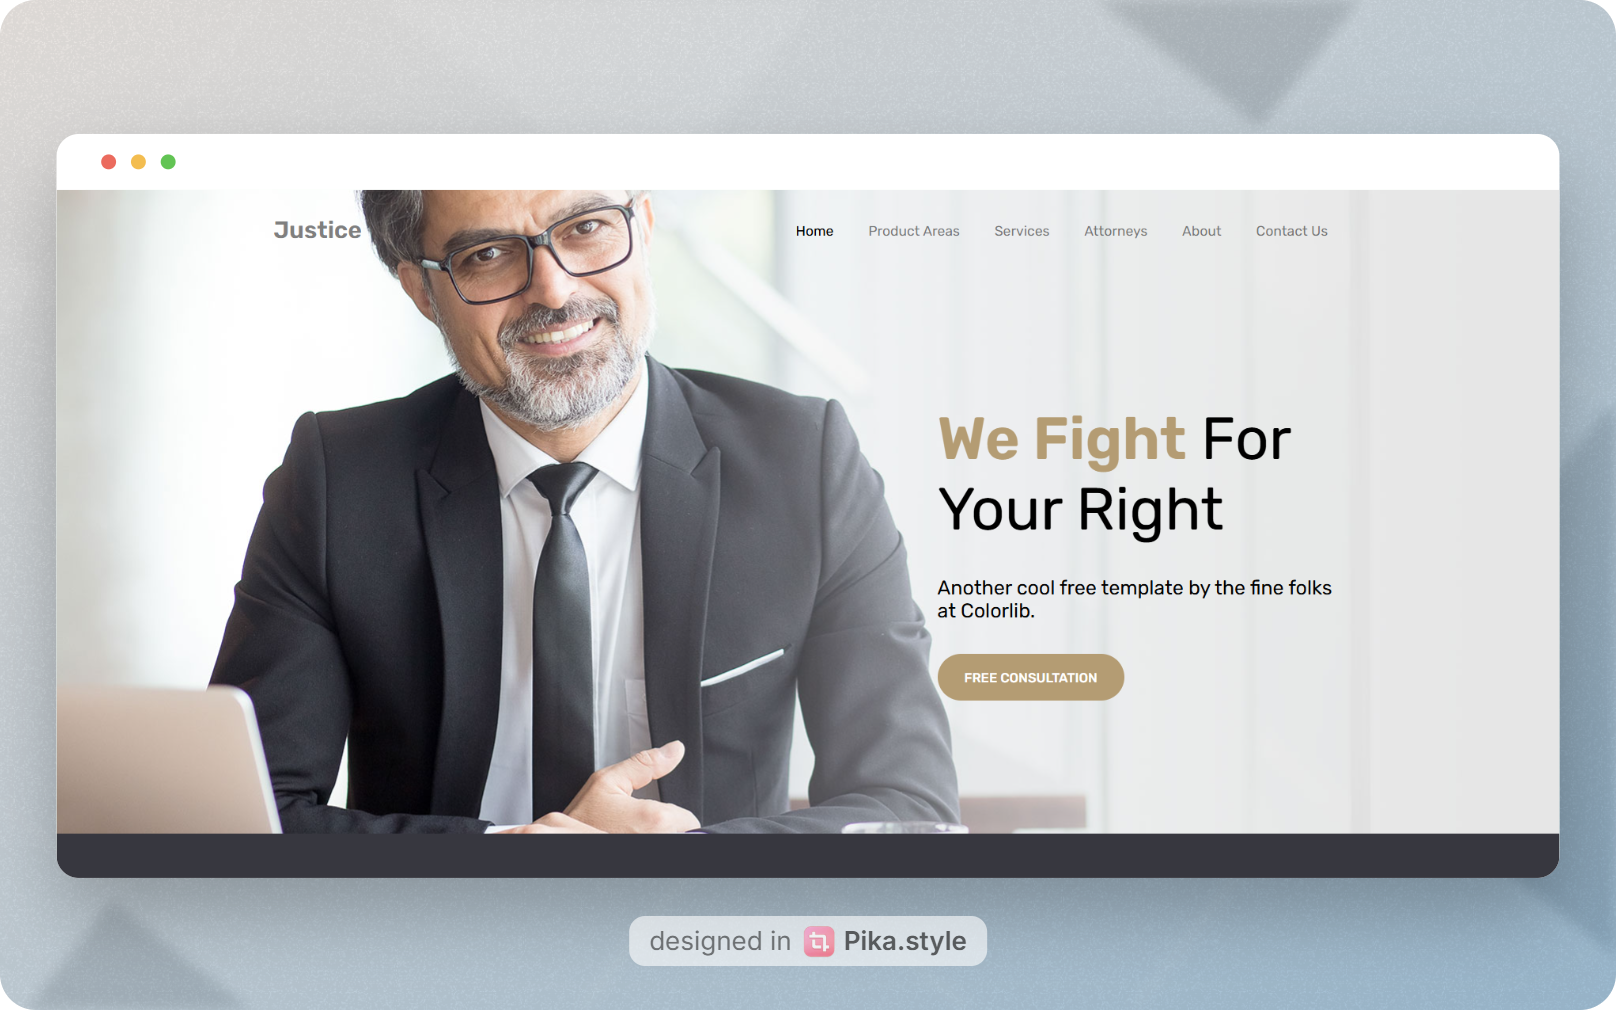 Justice
Home Product Areas Services Attorneys About Contact Us
We Fight For
Your Right
Another cool free template by the fine folks
at Colorlib.
FREE CONSULTATION
designed in Pika.style